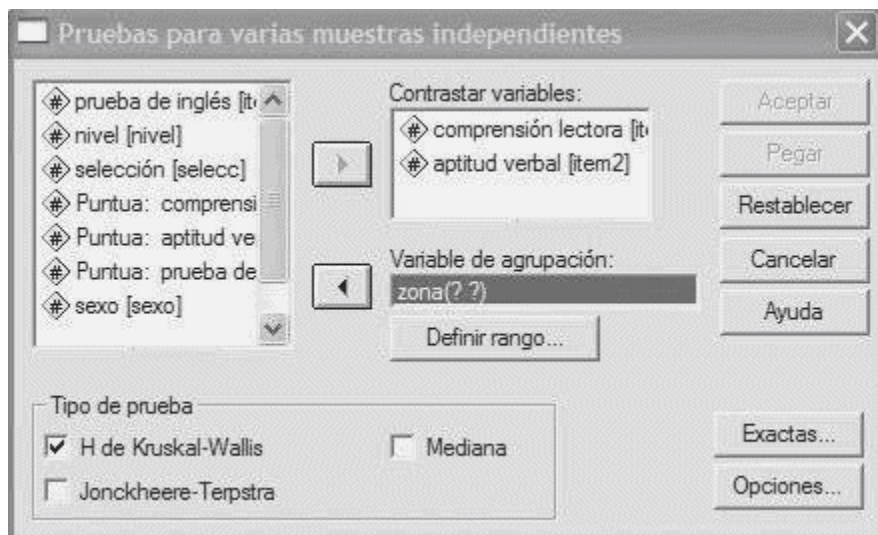 Pruebas para varias muestras independientes
prueba de inglés [ite
nivel [nivel]
selección [selecc]
Puntua: comprensi
Puntua: aptitud ve
Puntua: prueba de
sexo [sexo]
Contrastar variables:
comprensión lectora [it
aptitud verbal [item2]
Variable de agrupación:
zona(? ?)
Definir rango...
Aceptar
Pegar
Restablecer
Cancelar
Ayuda
Tipo de prueba
H de Kruskal-Wallis
Mediana
Jonckheere-Terpstra
Exactas...
Opciones...